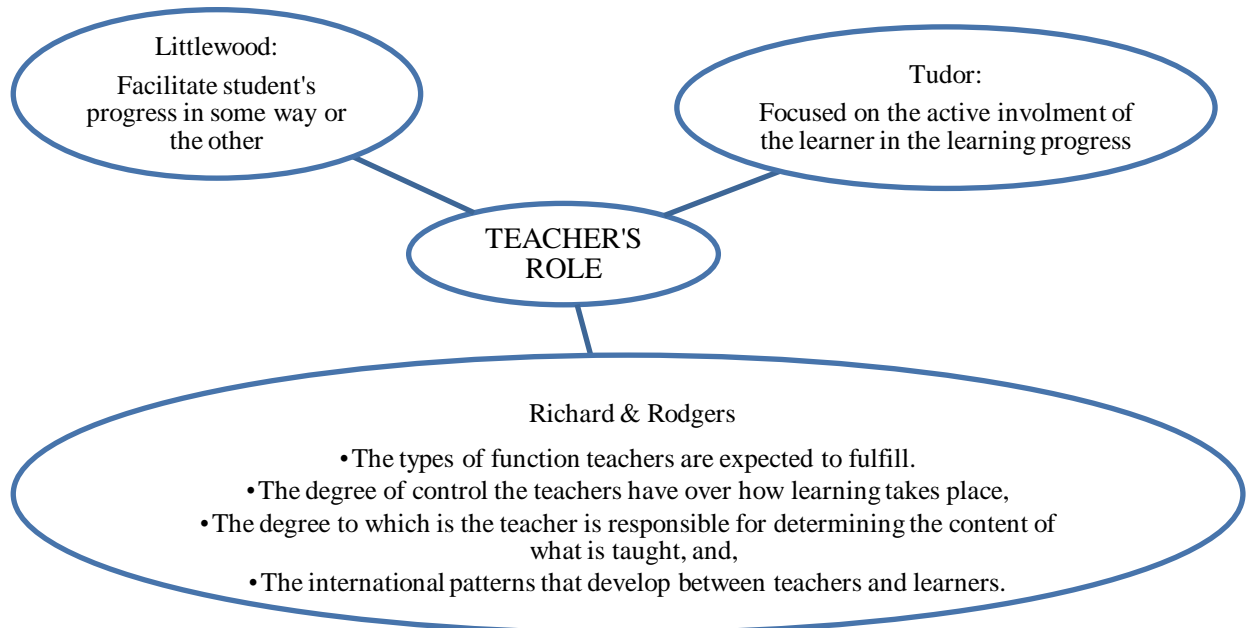 Littlewood:
Facilitate student's
progress in some way or
the other
Tudor:
Focused on the active involment of
the learner in the learning progress
TEACHER'S
ROLE
Richard & Rodgers
•The types of function teachers are expected to fulfill.
•The degree of control the teachers have over how learning takes place,
•The degree to which is the teacher is responsible for determining the content of
what is taught, and,
•The international patterns that develop between teachers and learners.